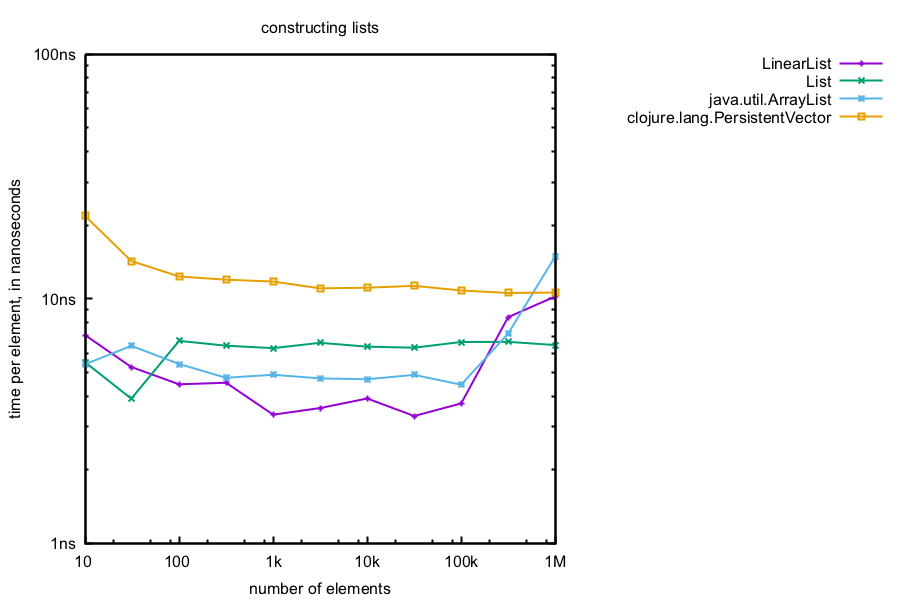 constructing lists
100ns
10ns
1ns
time per element, in nanoseconds
10
100
1k
10k
100k
1M
number of elements
LinearList
List
java.util.ArrayList
clojure.lang.PersistentVector